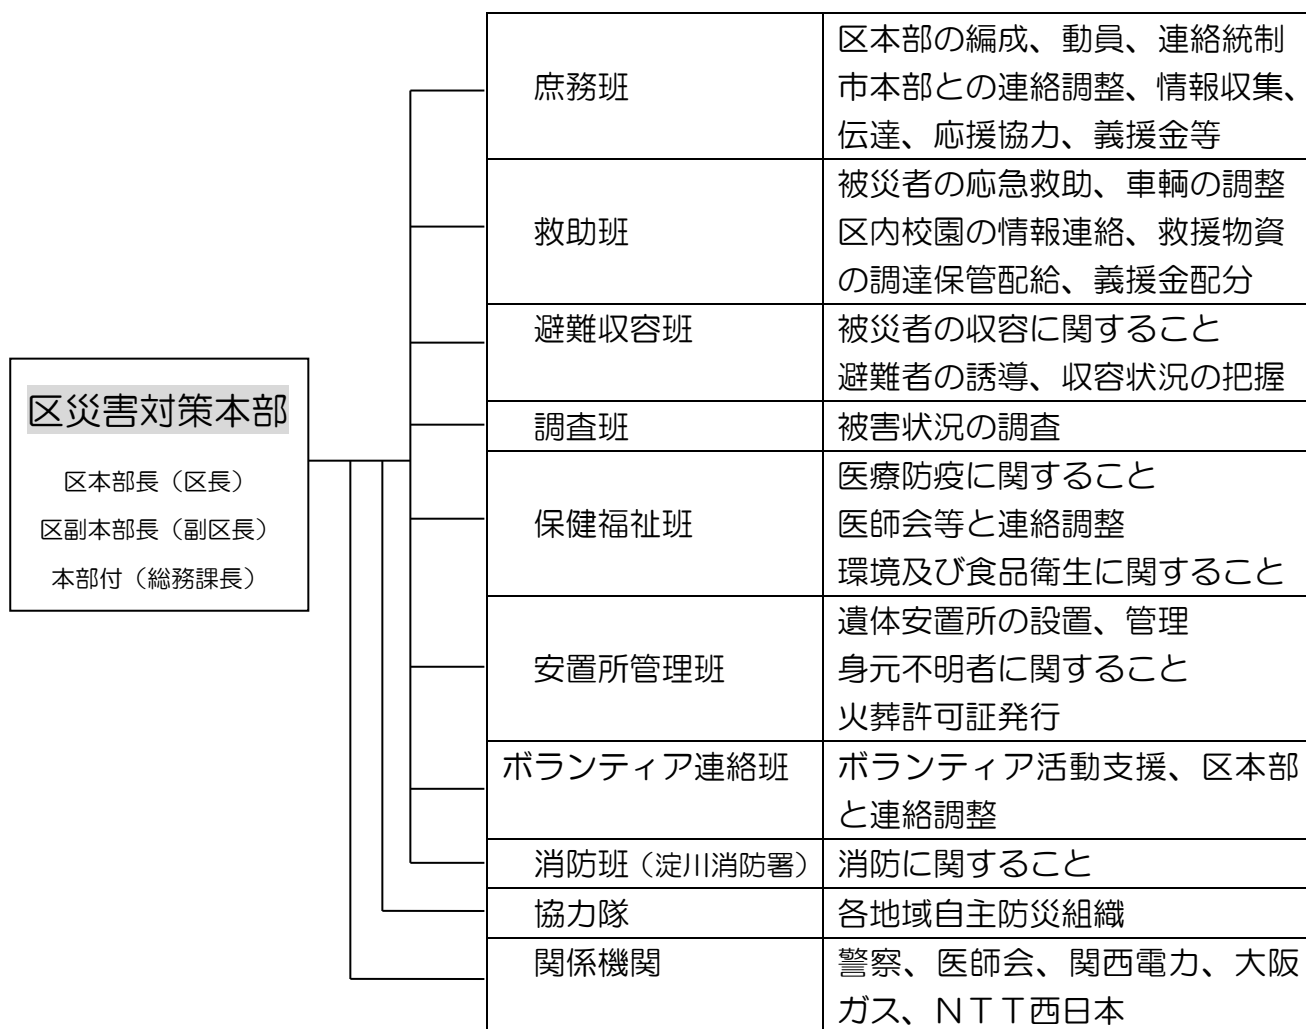 区災害対策本部
区本部長（区長）
区副本部長（副区長）
本部付（総務課長）
庶務班
区本部の編成、動員、連絡統制
市本部との連絡調整、情報収集、
伝達、応援協力、義援金等
救助班
被災者の応急救助、車輌の調整
区内校園の情報連絡、救援物資
の調達保管配給、義援金配分
避難収容班
被災者の収容に関すること
避難者の誘導、収容状況の把握
調査班
被害状況の調査
保健福祉班
医療防疫に関すること
医師会等と連絡調整
環境及び食品衛生に関すること
安置所管理班
遺体安置所の設置、管理
身元不明者に関すること
火葬許可証発行
ボランティア連絡班
ボランティア活動支援、区本部
と連絡調整
消防班（淀川消防署）
消防に関すること
協力隊
各地域自主防災組織
関係機関
警察、医師会、関西電力、大阪
ガス、ＮＴＴ西日本